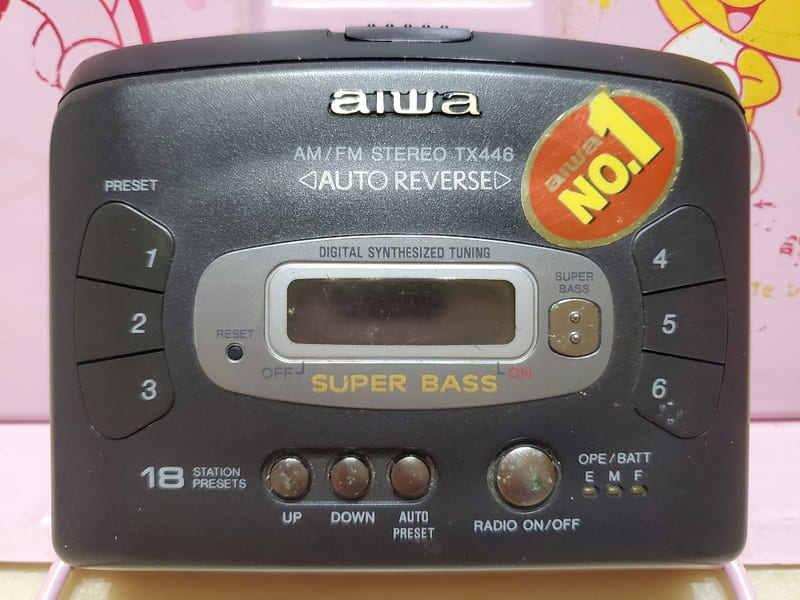 aiwa
AM/FM STEREO TX446
AUTO REVERSE
aiwa
NO.1
PRESET
1
2
3
4
5
6
DIGITAL SYNTHESIZED TUNING
SUPER
BASS
RESET
OFF
ON
SUPER BASS
18 STATION
PRESETS
UP
DOWN
AUTO
PRESET
RADIO ON/OFF
OPE/BATT
E M F